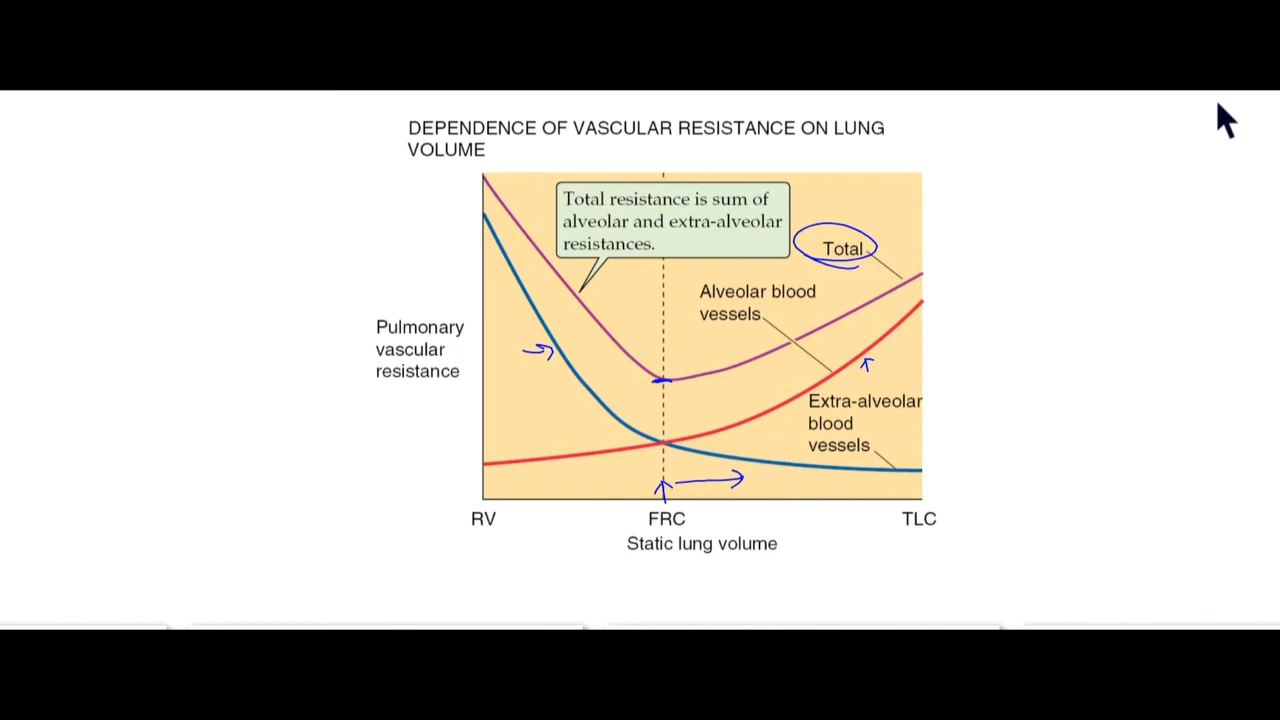 DEPENDENCE OF VASCULAR RESISTANCE ON LUNG
VOLUME
Total resistance is sum of
alveolar and extra-alveolar
resistances.
Total
Alveolar blood
vessels
Pulmonary
vascular
resistance
Extra-alveolar
blood
vessels
RV
FRC
TLC
Static lung volume